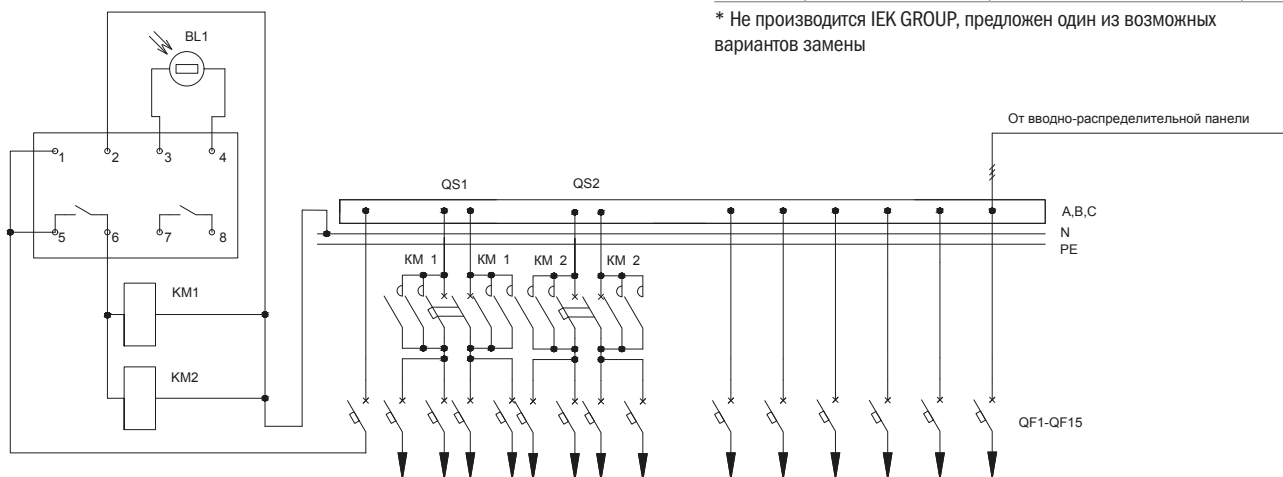 * Не производится IEK GROUP, предложен один из возможных
вариантов замены
BL1
От вводно-распределительной панели
1
2
3
4
QS1
QS2
A,B,C
5
6
7
8
N
PE
KM 1
KM 1
KM 2
KM 2
KM1
KM2
QF1-QF15